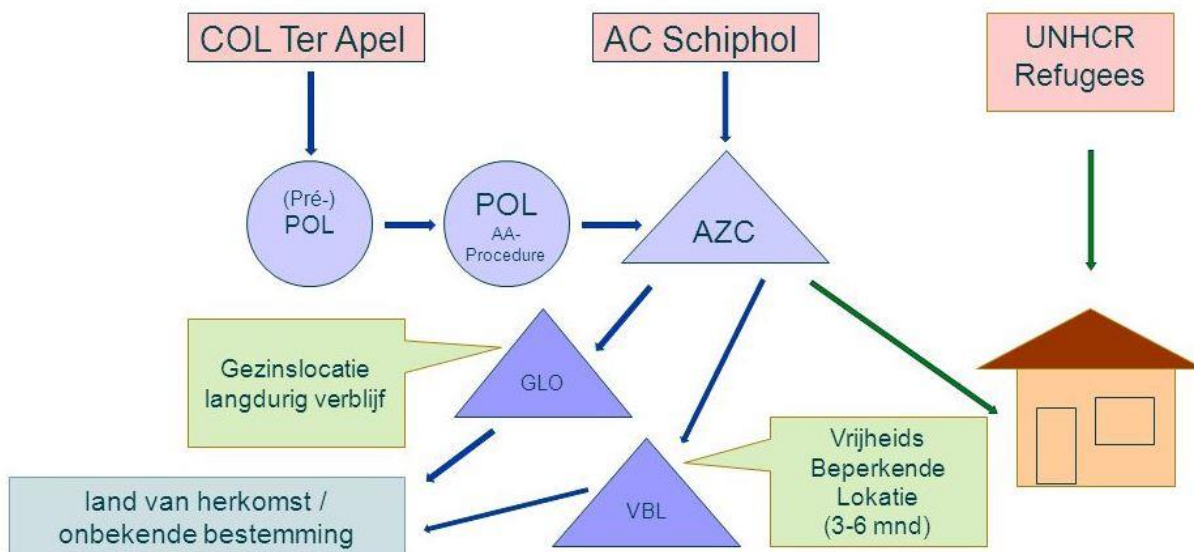 COL Ter Apel
AC Schiphol
UNHCR
Refugees
(Pré-)
POL
POL
AA-
Procedure
AZC
Gezinslocatie
langdurig verblijf
GLO
Vrijheids
Beperkende
Lokatie
(3-6 mnd)
VBL
land van herkomst /
onbekende bestemming